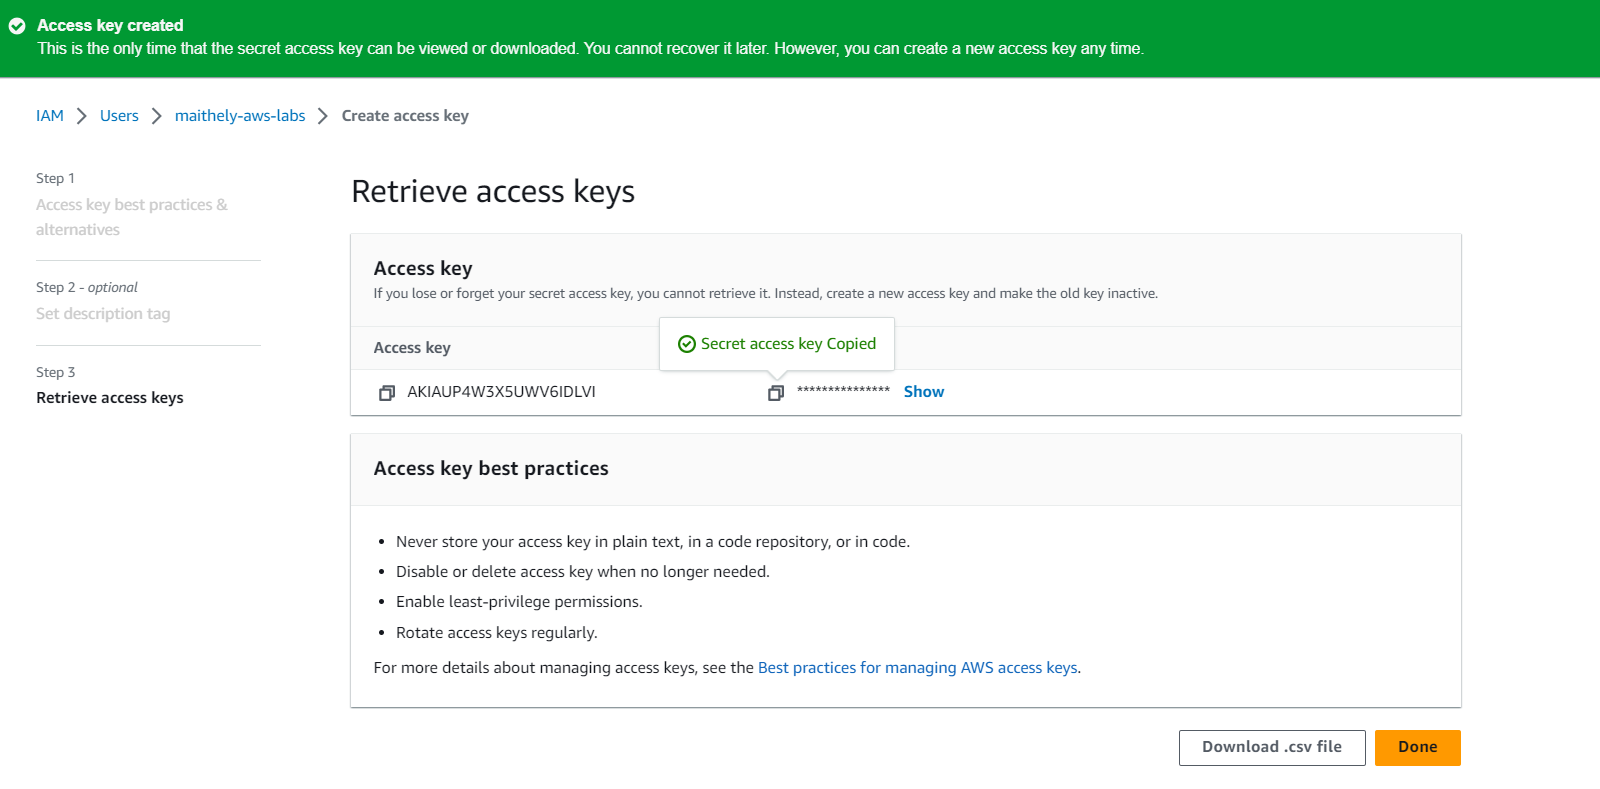 Access key created
This is the only time that the secret access key can be viewed or downloaded. You cannot recover it later. However, you can create a new access key any time.
IAM > Users > maithely-aws-labs > Create access key
Step 1
Access key best practices &
alternatives
Step 2 - optional
Set description tag
Step 3
Retrieve access keys
Retrieve access keys
Access key
If you lose or forget your secret access key, you cannot retrieve it. Instead, create a new access key and make the old key inactive.
Access key
Secret access key Copied
AKIAUP4W3X5UWV6IDLVI *************** Show
Access key best practices
• Never store your access key in plain text, in a code repository, or in code.
• Disable or delete access key when no longer needed.
• Enable least-privilege permissions.
• Rotate access keys regularly.
For more details about managing access keys, see the Best practices for managing AWS access keys.
Download .csv file
Done